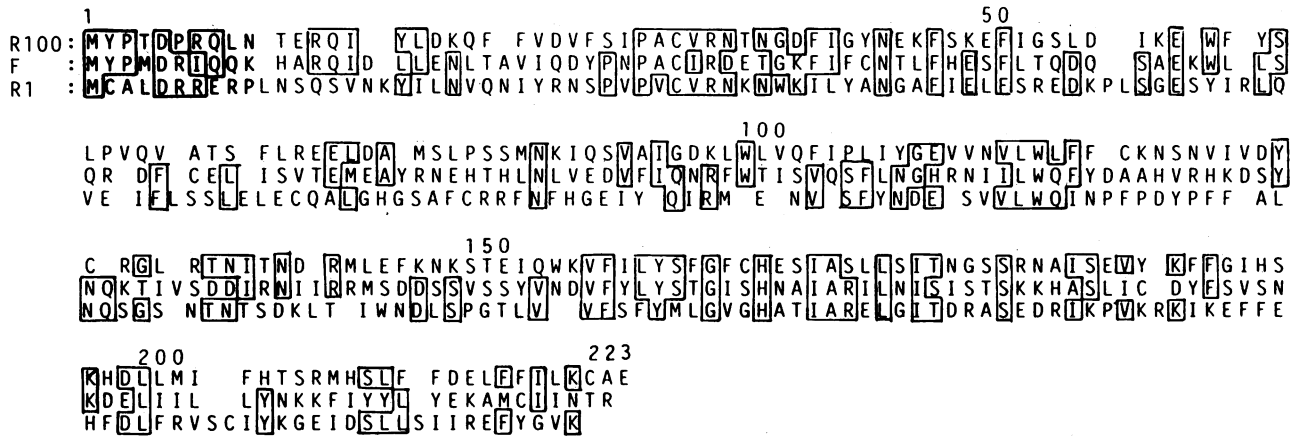 1 50
R100: MYPTDPRQLN TERQI YLDKQF FVDVFSIPACVRNTNGDFIGYNEKFSKEFIGSLD IKE WF YS
F : MYPMDRIQQK HARQID LLENLTAVIQDYPNPACIRDETGKFIFCNTLFHESFLTQDQ SAEKWL LS
R1 : MCALDRRERPLNSQSVNKYILNVQNIYRNSPVPVCVRNKNWKILYANGAFIELFSREDKPLSGESYIRLQ
100
LPVQV ATS FLREELDA MSLPSSMNKIQSVAIGDKLWLVQFIPLIYGEVVNVLWLFF CKNSNVIVDY
QR DF CEL ISVTEMEAYRNEHTHLNLVEDVFIQNRFWTISVQSFLNGHRNIILWQFYDAAHVRHKDSY
VE IFLSSLELECQALGHGSAFCRRFNFHGEIY QIRM E NV SFYNDE SVVLWQINPFPDYPFF AL
150
C RGL RTNITND RMLEFKNKSTEIQWKVFILYSFGFCHESIASLLSITNGSSRNAISEVY KFFGIHS
NQKTIVSDDIRNIIRRMSDDSSVSSYVNDVFYLYSTGISHNAIARILNISISTSKKHASLIC DYFSVSN
NQSGS NTNTSDKLT IWNDLSPGTLV VFSFYMLGVGHATIARELGITDRASEDRIKPVKRKIKEFFE
200 223
KHDLLMI FHTSRMHSLF FDELFFILKCAE
KDELIIL LYNKKFIYYL YEKAMCIINTR
HFDLFRVSCIYKGEIDSLLSIIREFYGVK